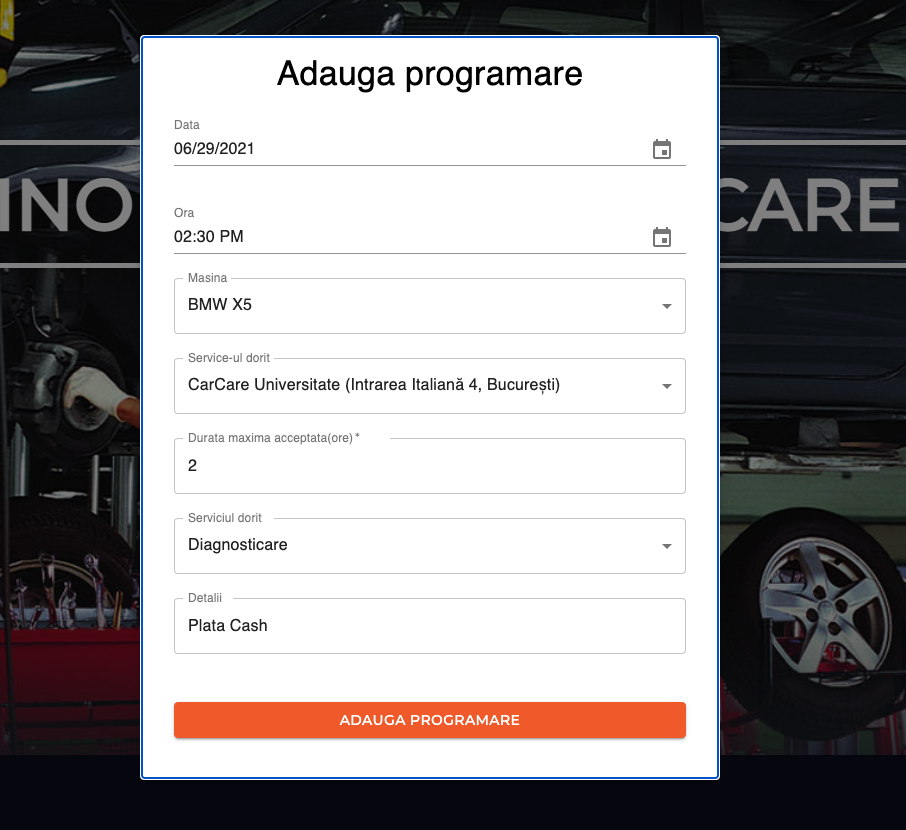 Adauga programare
Data
06/29/2021
INO
CARE
Ora
02:30 PM
Masina
BMW X5
Service-ul dorit
CarCare Universitate (Intrarea Italiană 4, București)
Durata maxima acceptata(ore) *
2
Serviciul dorit
Diagnosticare
Detalii
Plata Cash
ADAUGA PROGRAMARE